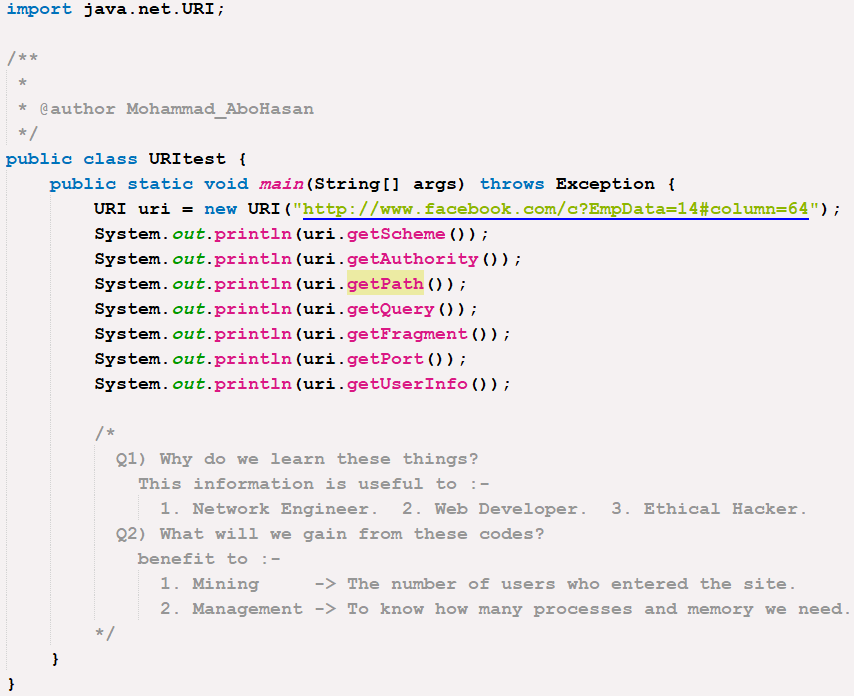 import java.net.URI;
/**
 *
 * @author Mohammad_AboHasan
 */
public class URItest {
    public static void main(String[] args) throws Exception {
        URI uri = new URI("http://www.facebook.com/c?EmpData=14#column=64");
        System.out.println(uri.getScheme());
        System.out.println(uri.getAuthority());
        System.out.println(uri.getPath());
        System.out.println(uri.getQuery());
        System.out.println(uri.getFragment());
        System.out.println(uri.getPort());
        System.out.println(uri.getUserInfo());
        /*
          Q1) Why do we learn these things?
            This information is useful to :-
              1. Network Engineer.  2. Web Developer.  3. Ethical Hacker.
          Q2) What will we gain from these codes?
            benefit to :-
              1. Mining     -> The number of users who entered the site.
              2. Management -> To know how many processes and memory we need.
        */
    }
}